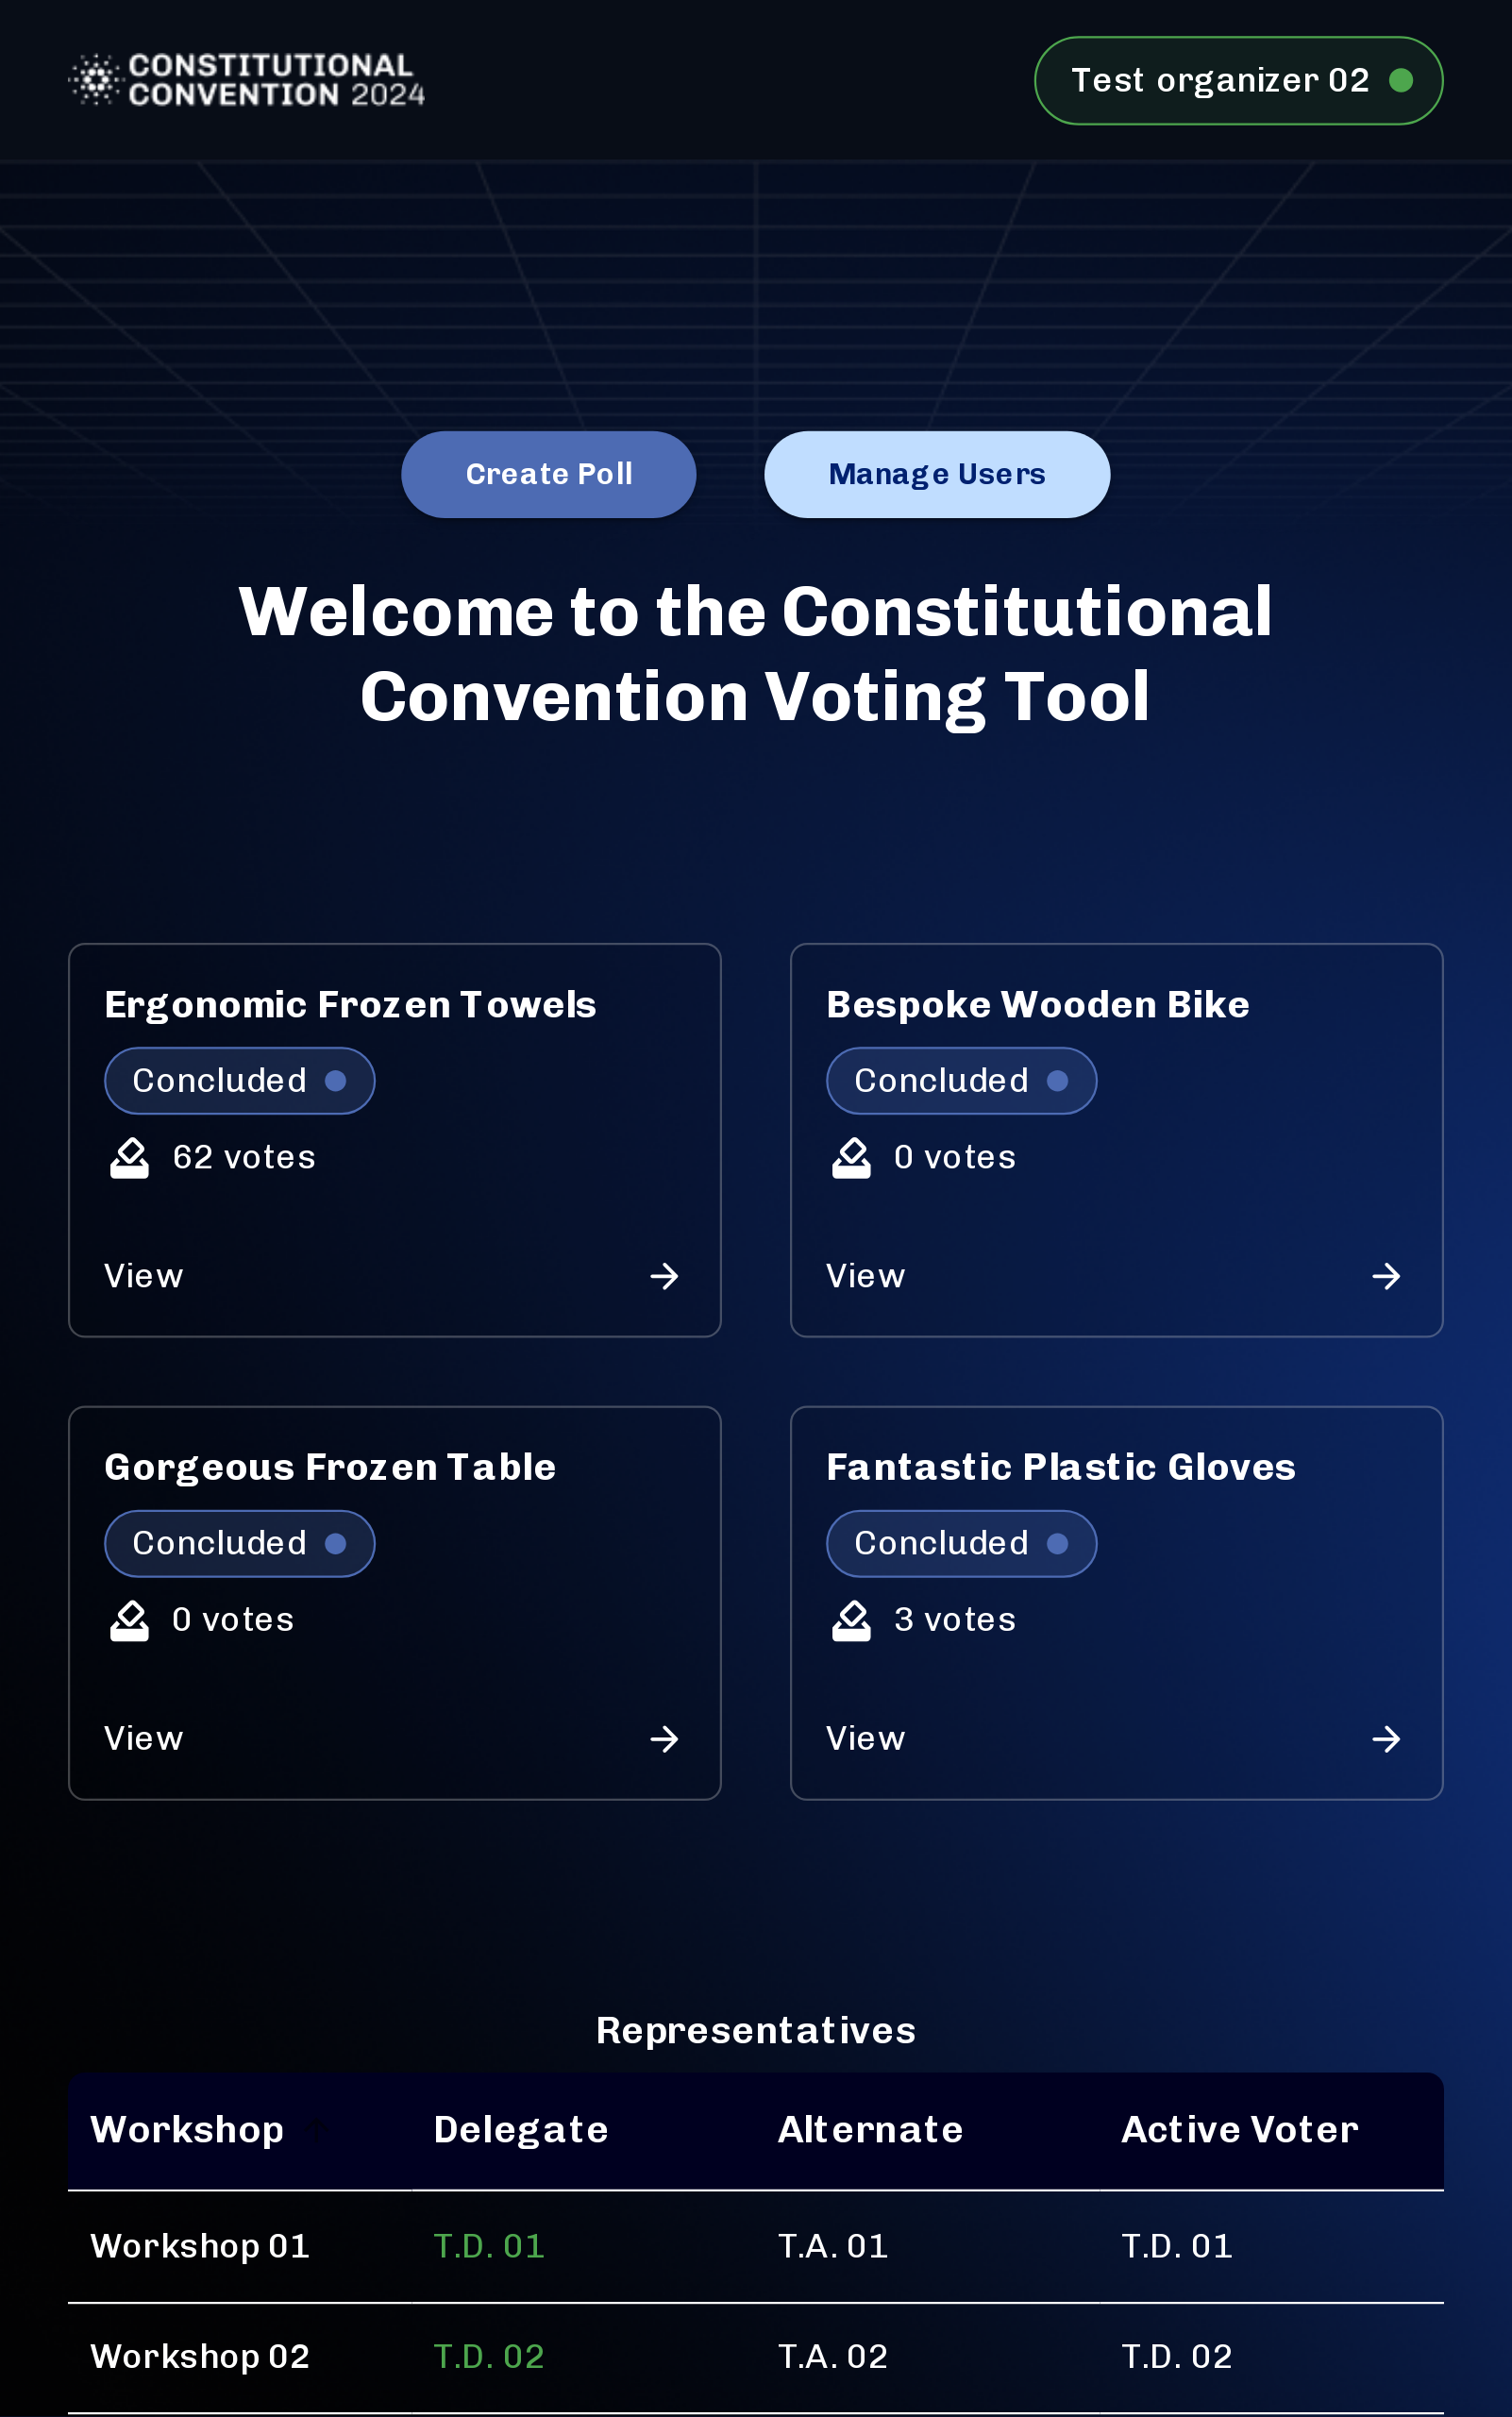 CONSTITUTIONAL
CONVENTION 2024
Test organizer 02
Create Poll
Manage Users
Welcome to the Constitutional
Convention Voting Tool
Ergonomic Frozen Towels
Concluded
62 votes
View
Bespoke Wooden Bike
Concluded
0 votes
View
Gorgeous Frozen Table
Concluded
0 votes
View
Fantastic Plastic Gloves
Concluded
3 votes
View
Representatives
Workshop Delegate Alternate Active Voter
Workshop 01 T.D. 01 T.A. 01 T.D. 01
Workshop 02 T.D. 02 T.A. 02 T.D. 02